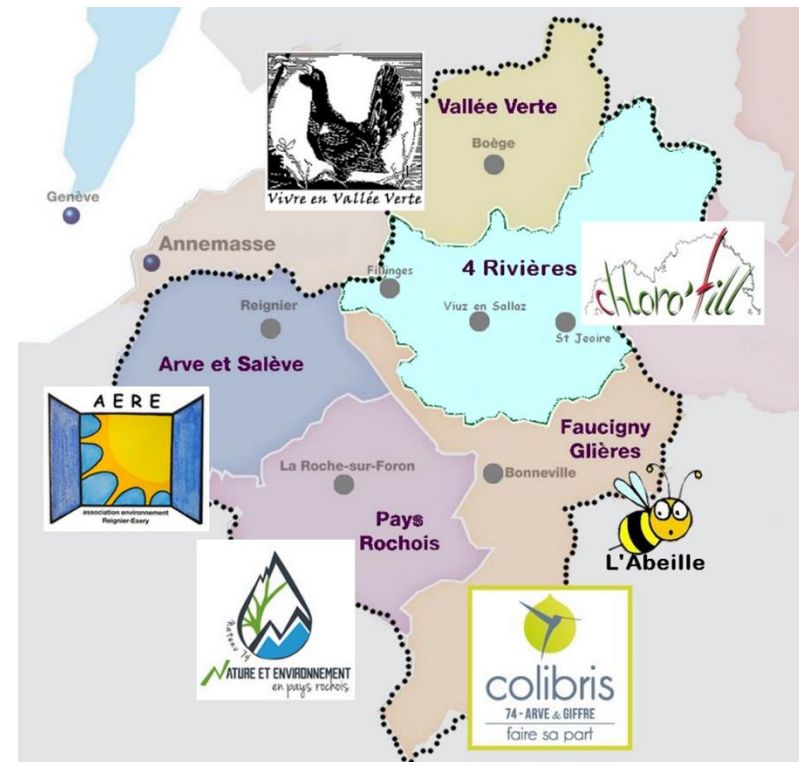 Vivre en Vallée Verte
Vallée Verte
Boège
Genève
Annemasse
Fillinges
4 Rivières
chloro'fill
Reignier
Viuz en Sallaz
St Jeoire
Arve et Salève
AERE
association environnement
Reignier-Esery
Faucigny
Glières
La Roche-sur-Foron
Bonneville
Pays
Rochois
L'Abeille
Natenv 74
NATURE ET ENVIRONNEMENT
en pays rochois
colibris
74 - ARVE & GIFFRE
faire sa part